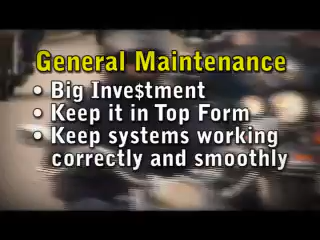 General Maintenance
• Big Inve$tment
• Keep it in Top Form
• Keep systems working
correctly and smoothly